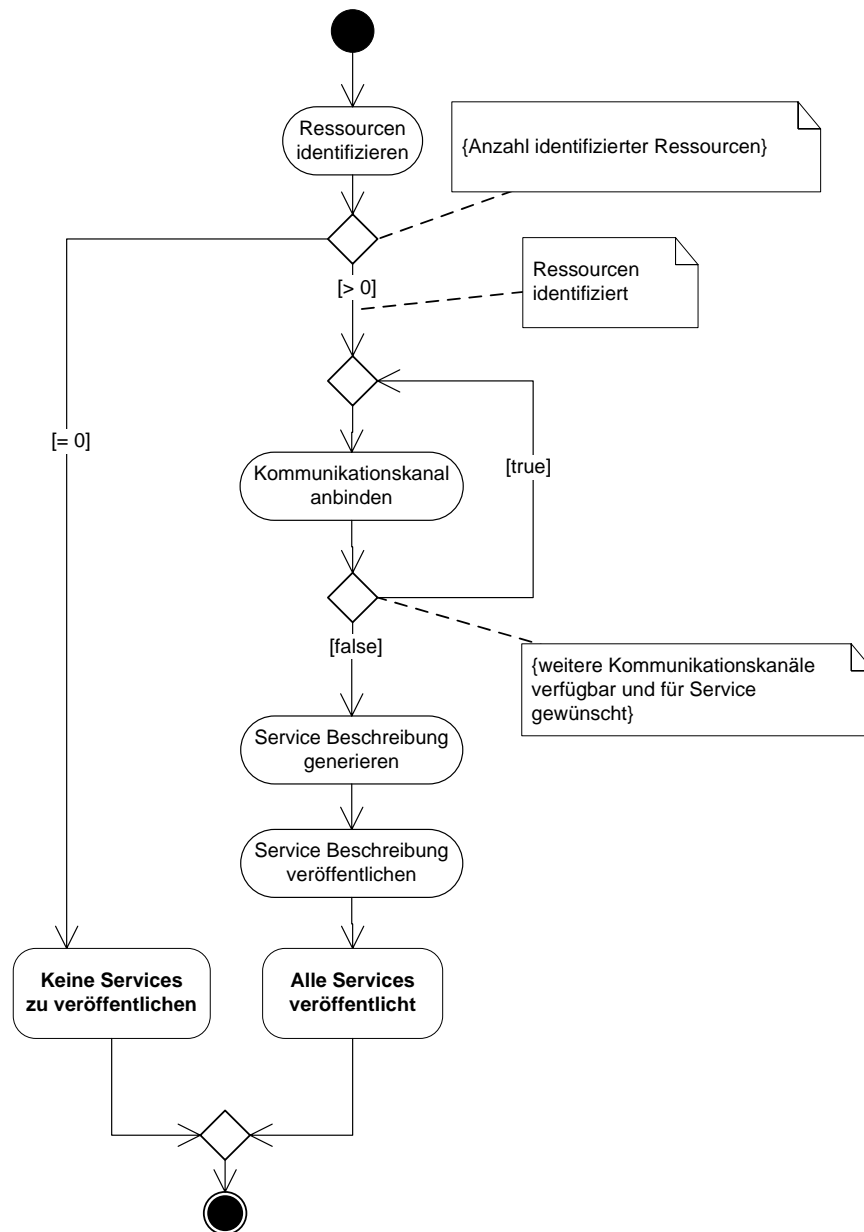 Ressourcen
identifizieren
{Anzahl identifizierter Ressourcen}
[> 0]
Ressourcen
identifiziert
[= 0]
Kommunikationskanal
anbinden
[true]
[false]
{weitere Kommunikationskanäle
verfügbar und für Service
gewünscht}
Service Beschreibung
generieren
Service Beschreibung
veröffentlichen
Keine Services
zu veröffentlichen
Alle Services
veröffentlicht